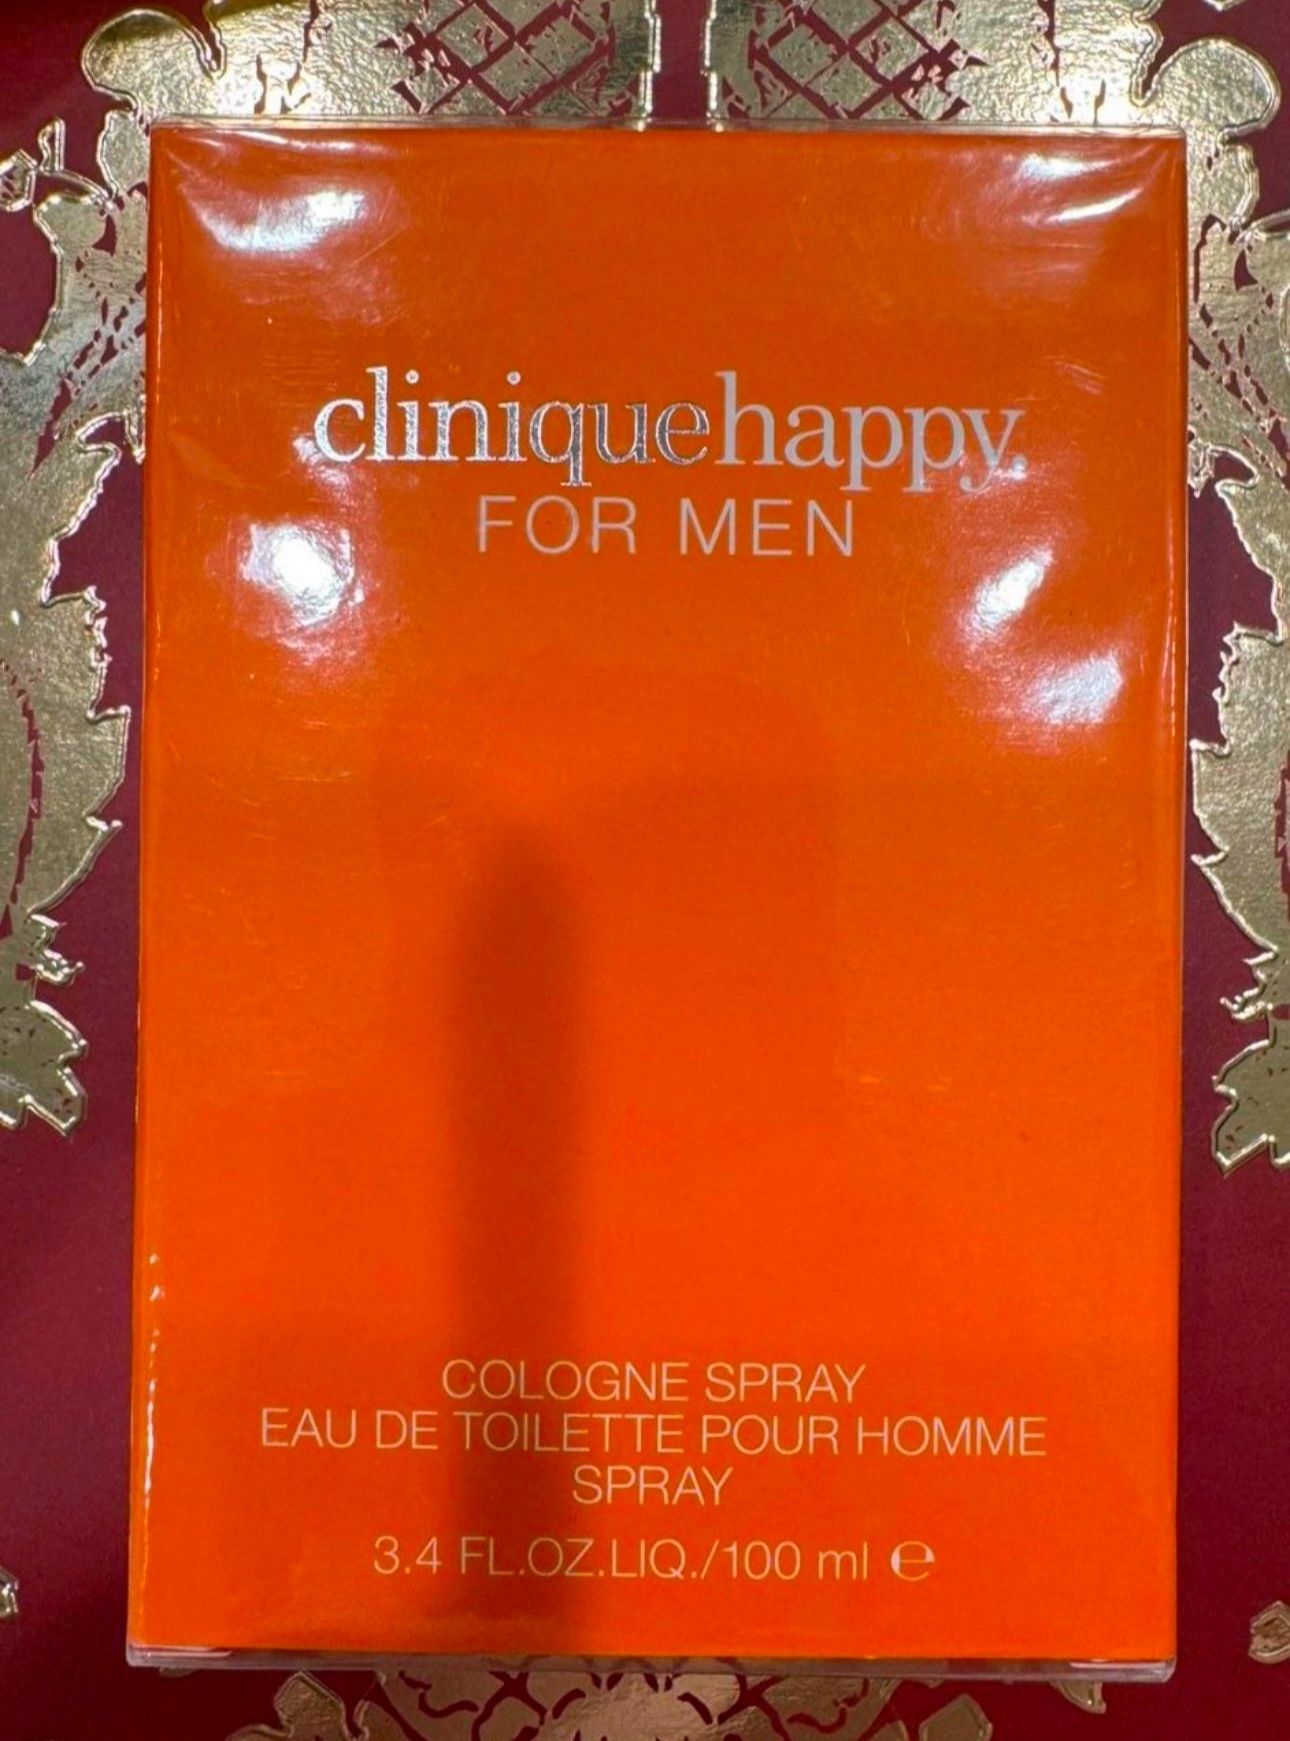 cliniquehappy.
FOR MEN
COLOGNE SPRAY
EAU DE TOILETTE POUR HOMME
SPRAY
3.4 FL.OZ.LIQ./100 ml ℮